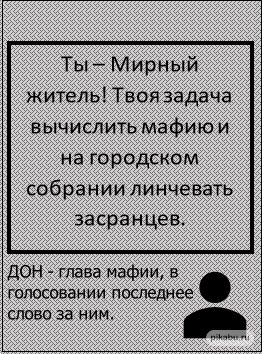 Ты – Мирный
житель! Твоя задача
вычислить мафию и
на городском
собрании линчевать
засранцев.
ДОН - глава мафии, в
голосовании последнее
слово за ним.
pikabu.ru